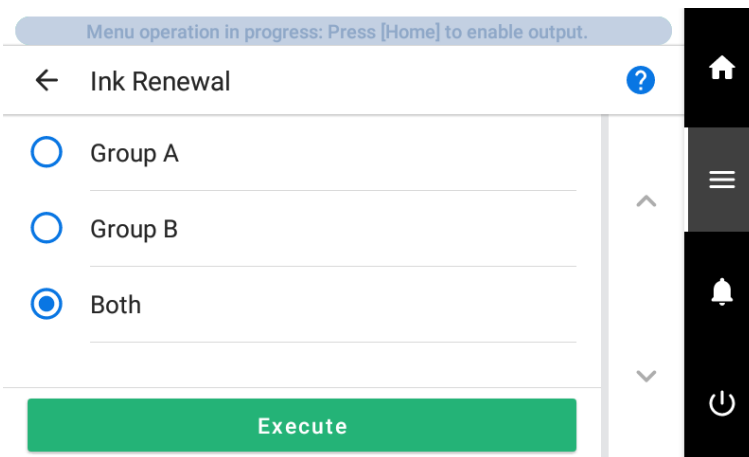 Menu operation in progress: Press [Home] to enable output.
Ink Renewal
?
Group A
Group B
Both
Execute